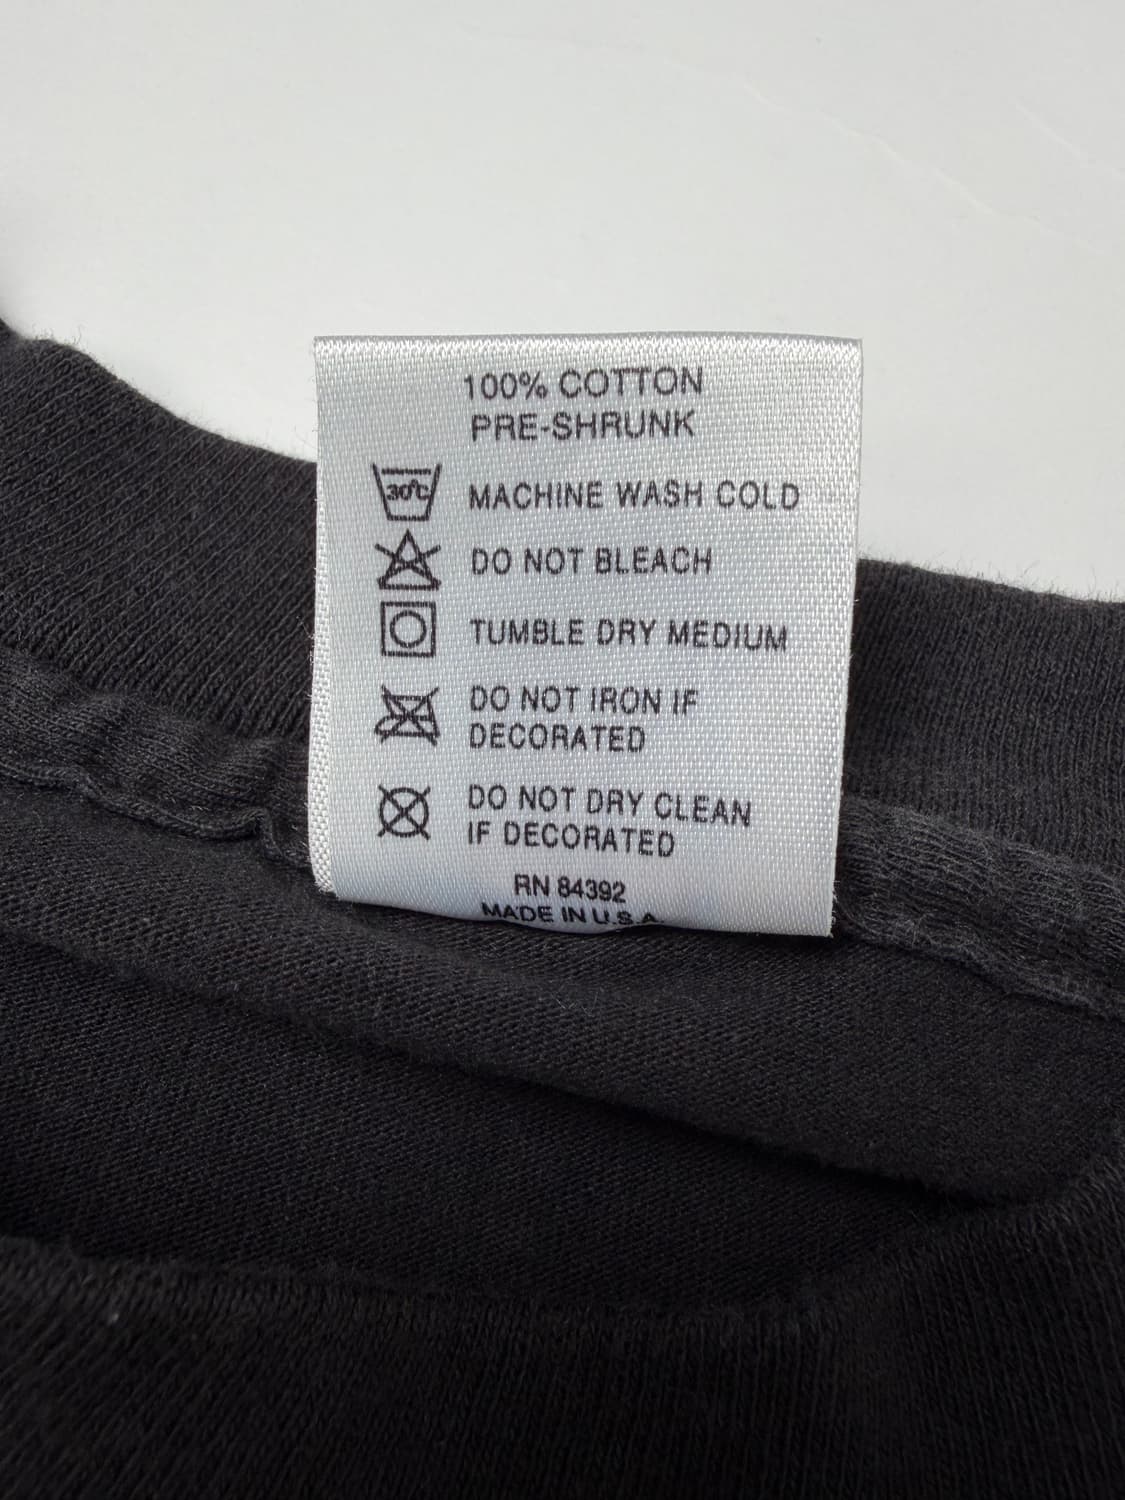 100% COTTON
PRE-SHRUNK
30°C MACHINE WASH COLD
DO NOT BLEACH
TUMBLE DRY MEDIUM
DO NOT IRON IF
DECORATED
DO NOT DRY CLEAN
IF DECORATED
RN 84392
MADE IN U.S.A.